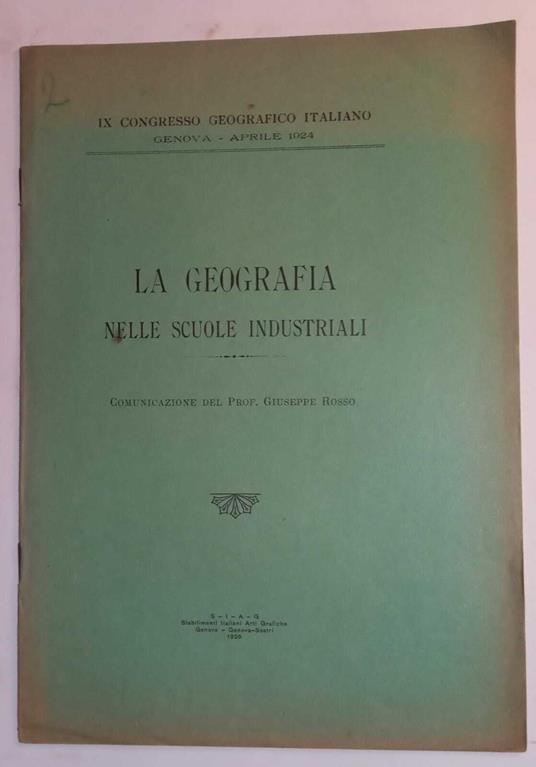 2
IX CONGRESSO GEOGRAFICO ITALIANO
GENOVA - APRILE 1924
LA GEOGRAFIA
NELLE SCUOLE INDUSTRIALI
COMUNICAZIONE DEL PROF. GIUSEPPE ROSSO
S - I - A - G
Stabilimenti Italiani Arti Grafiche
Genova - Genova-Sestri